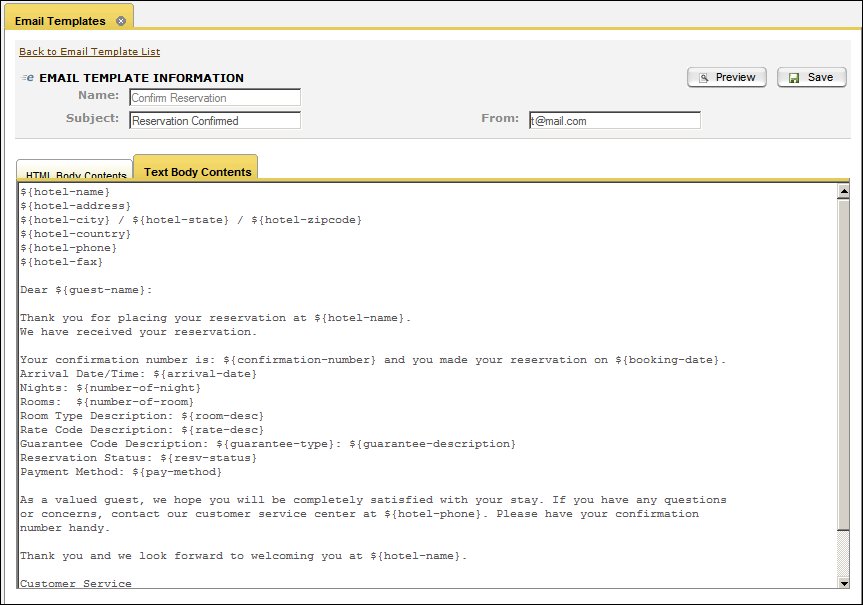 Email Templates
Back to Email Template List
EMAIL TEMPLATE INFORMATION
Preview
Save
Name: Confirm Reservation
Subject: Reservation Confirmed
From: t@mail.com
HTML Body Contents
Text Body Contents
${hotel-name}
${hotel-address}
${hotel-city} / ${hotel-state} / ${hotel-zipcode}
${hotel-country}
${hotel-phone}
${hotel-fax}
Dear ${guest-name}:
Thank you for placing your reservation at ${hotel-name}.
We have received your reservation.
Your confirmation number is: ${confirmation-number} and you made your reservation on ${booking-date}.
Arrival Date/Time: ${arrival-date}
Nights: ${number-of-night}
Rooms:  ${number-of-room}
Room Type Description: ${room-desc}
Rate Code Description: ${rate-desc}
Guarantee Code Description: ${guarantee-type}: ${guarantee-description}
Reservation Status: ${resv-status}
Payment Method: ${pay-method}
As a valued guest, we hope you will be completely satisfied with your stay. If you have any questions
or concerns, contact our customer service center at ${hotel-phone}. Please have your confirmation
number handy.
Thank you and we look forward to welcoming you at ${hotel-name}.
Customer Service